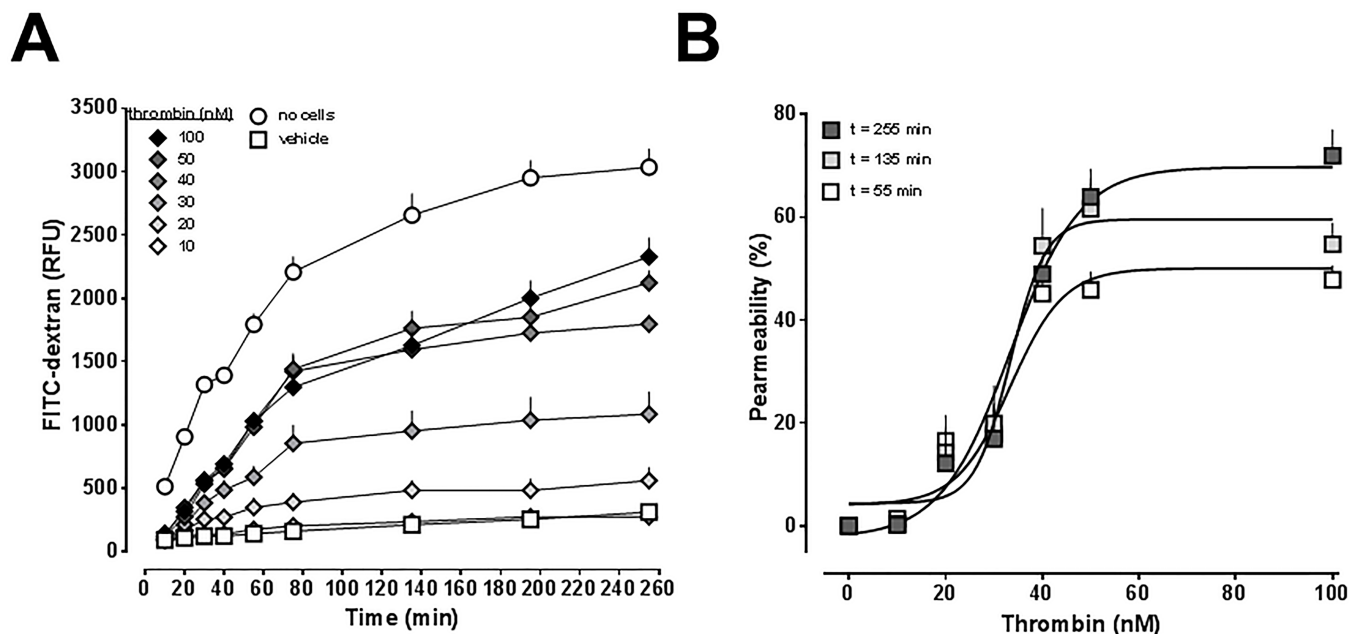 A
B
3500
3000
2500
2000
1500
1000
500
0
FITC-dextran (RFU)
thrombin (nM)
100
50
40
30
20
10
no cells
vehicle
0 20 40 60 80 100 120 140 160 180 200 220 240 260
Time (min)
80
60
40
20
0
Pearmeability (%)
t = 255 min
t = 135 min
t = 55 min
0 20 40 60 80 100
Thrombin (nM)